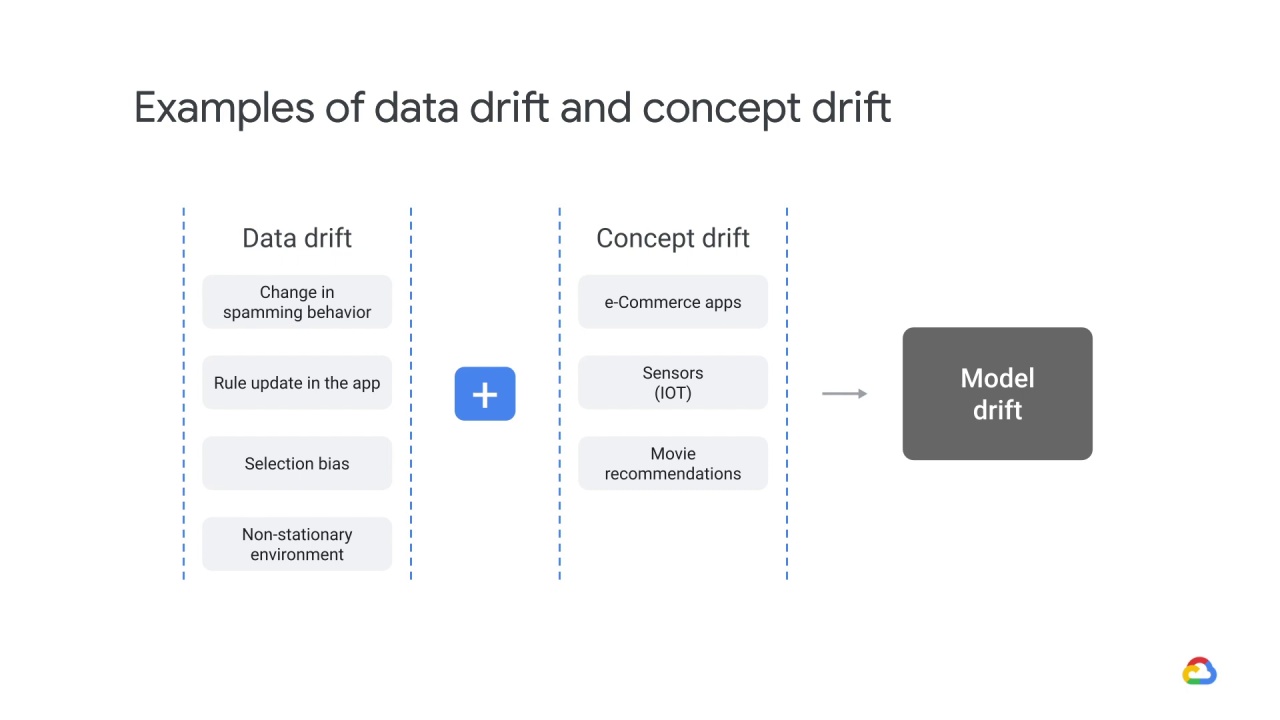 Examples of data drift and concept drift
Data drift
Change in
spamming behavior
Rule update in the app
Selection bias
Non-stationary
environment
+
Concept drift
e-Commerce apps
Sensors
(IOT)
Movie
recommendations
Model
drift